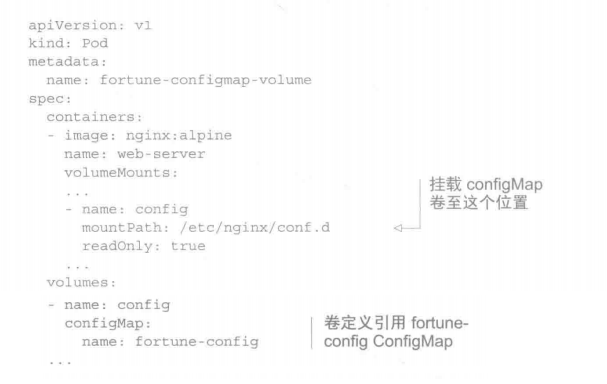 apiVersion: v1
kind: Pod
metadata:
  name: fortune-configmap-volume
spec:
  containers:
  - image: nginx:alpine
    name: web-server
    volumeMounts:
    ...
    - name: config
      mountPath: /etc/nginx/conf.d
      readOnly: true
    ...
  volumes:
  - name: config
    configMap:
      name: fortune-config
  ...
挂载 configMap
卷至这个位置
卷定义引用 fortune-
config ConfigMap